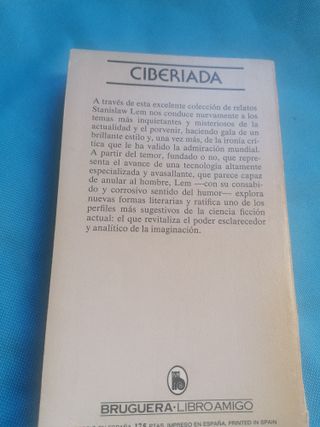 CIBERIADA
A través de esta excelente colección de relatos
Stanislaw Lem nos conduce nuevamente a los
temas más inquietantes y misteriosos de la
actualidad y el porvenir, haciendo gala de un
brillante estilo y, una vez más, de la ironía crí-
tica que le ha valido la admiración mundial.
A partir del temor, fundado o no, que repre-
senta el avance de una tecnología altamente
especializada y avasallante, que parece capaz
de anular al hombre, Lem —con su consabi-
do y corrosivo sentido del humor— explora
nuevas formas literarias y ratifica uno de los
perfiles más sugestivos de la ciencia ficción
actual: el que revitaliza el poder esclarecedor
y analítico de la imaginación.
BRUGUERA·LIBRO AMIGO
175 PTAS. IMPRESO EN ESPAÑA. PRINTED IN SPAIN